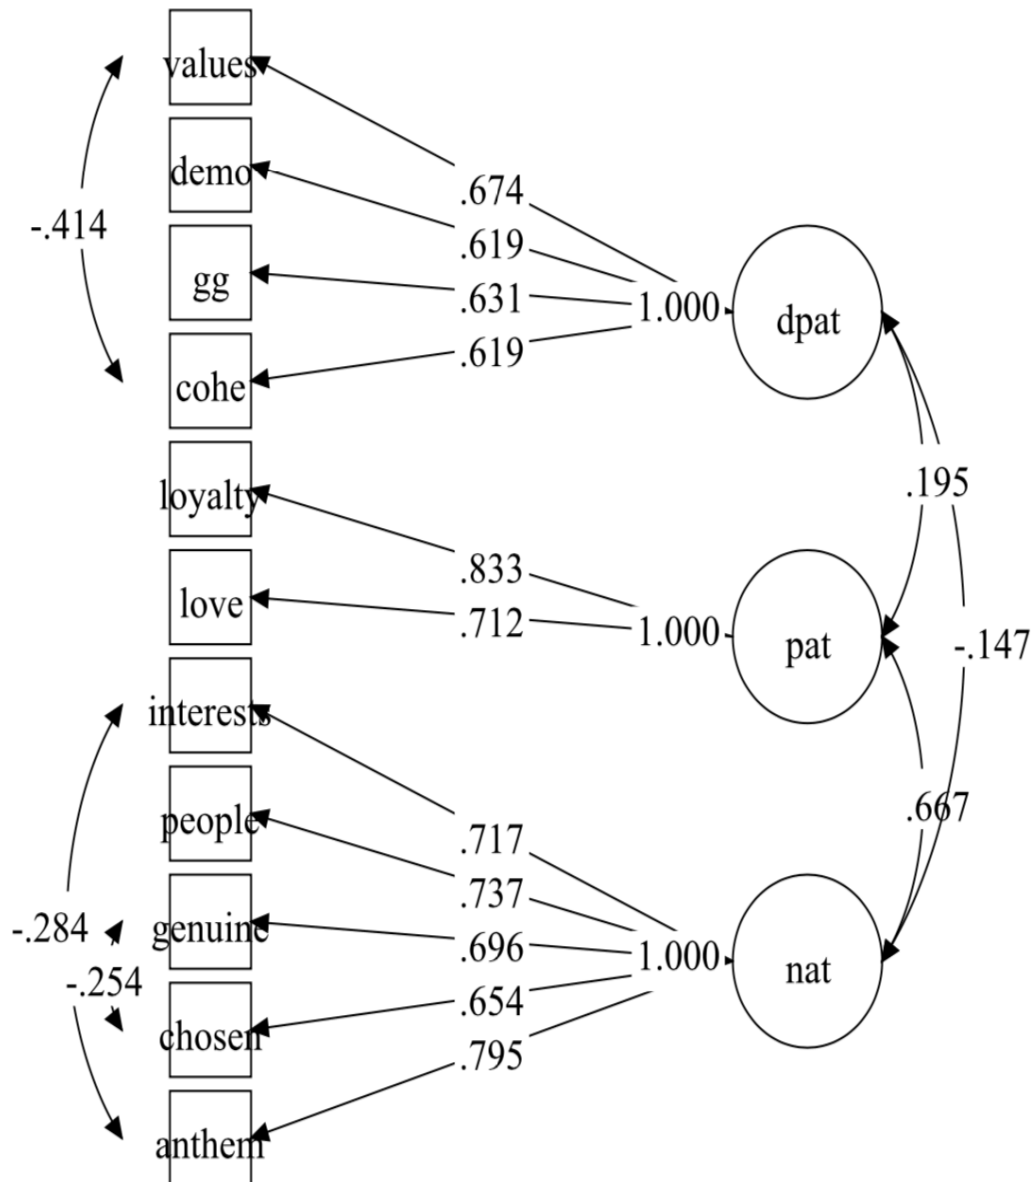 values
.674
demo
-.414
.619
gg
.631
1.000
dpat
cohe
.619
loyalty
.195
.833
love
.712
1.000
pat
-.147
interests
people
.667
.717
.737
-.284
genuine
.696
1.000
nat
-.254
.654
chosen
.795
anthem